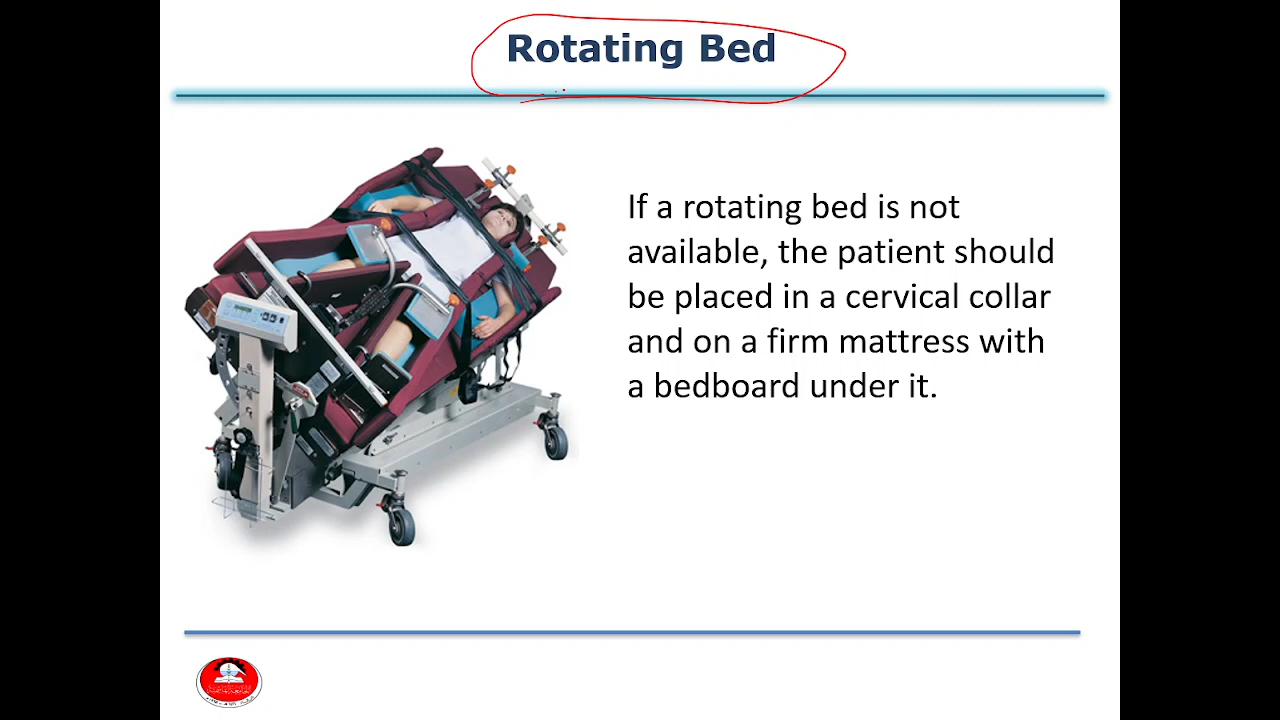 Rotating Bed
If a rotating bed is not
available, the patient should
be placed in a cervical collar
and on a firm mattress with
a bedboard under it.